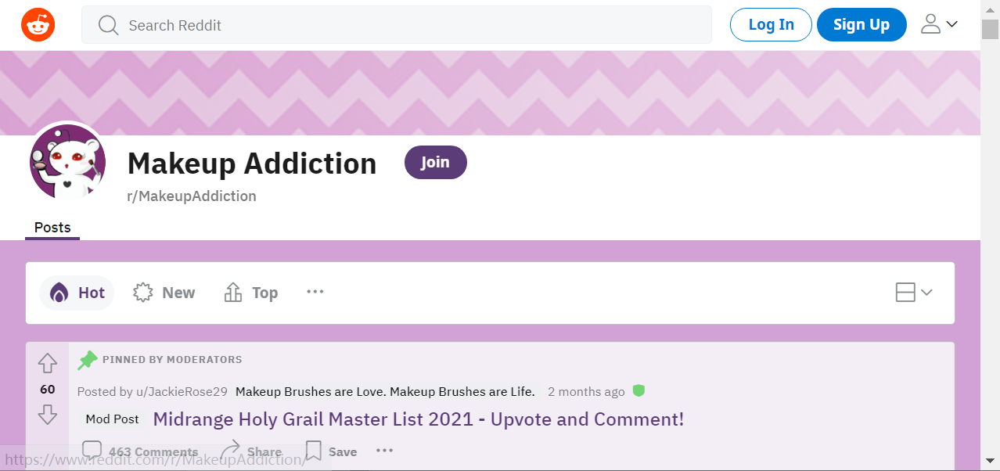 Search Reddit
Log In
Sign Up
Makeup Addiction
Join
r/MakeupAddiction
Posts
Hot
New
Top
PINNED BY MODERATORS
60
Posted by u/JackieRose29 Makeup Brushes are Love. Makeup Brushes are Life. 2 months ago
Mod Post Midrange Holy Grail Master List 2021 - Upvote and Comment!
463 Comments Share Save
https://www.reddit.com/r/MakeupAddiction/